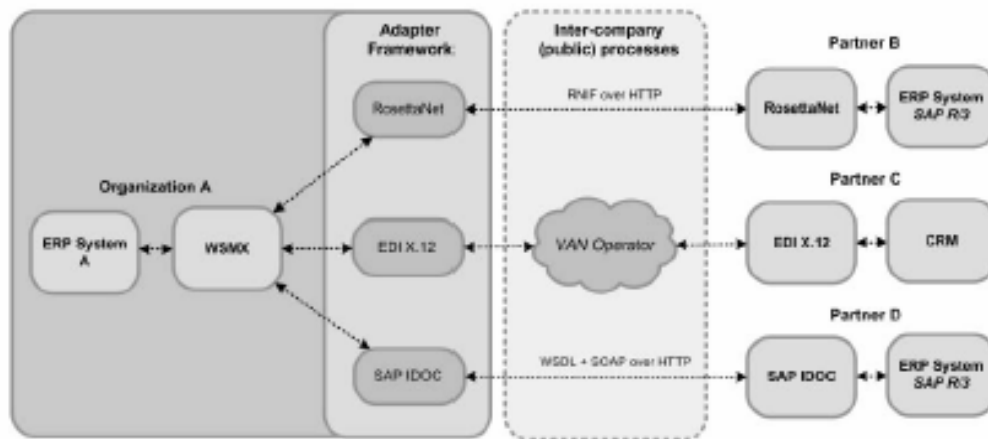 Adapter
Framework
Inter-company
(public) processes
Partner B
RosettaNet
RNIF over HTTP
RosettaNet
ERP System
SAP R/3
Organization A
Partner C
ERP System
A
WSMX
EDI X.12
VAN Operator
EDI X.12
CRM
Partner D
SAP IDOC
WSDL + SOAP over HTTP
SAP IDOC
ERP System
SAP R/3